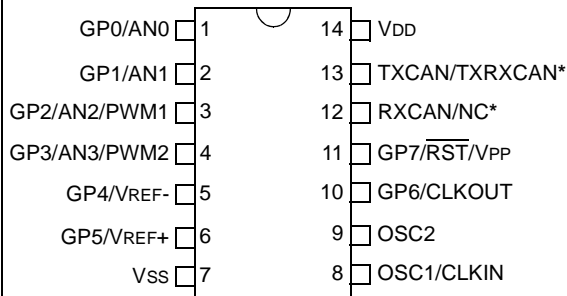 GP0/AN0 1 14 VDD
GP1/AN1 2 13 TXCAN/TXRXCAN*
GP2/AN2/PWM1 3 12 RXCAN/NC*
GP3/AN3/PWM2 4 11 GP7/RST/VPP
GP4/VREF- 5 10 GP6/CLKOUT
GP5/VREF+ 6 9 OSC2
VSS 7 8 OSC1/CLKIN